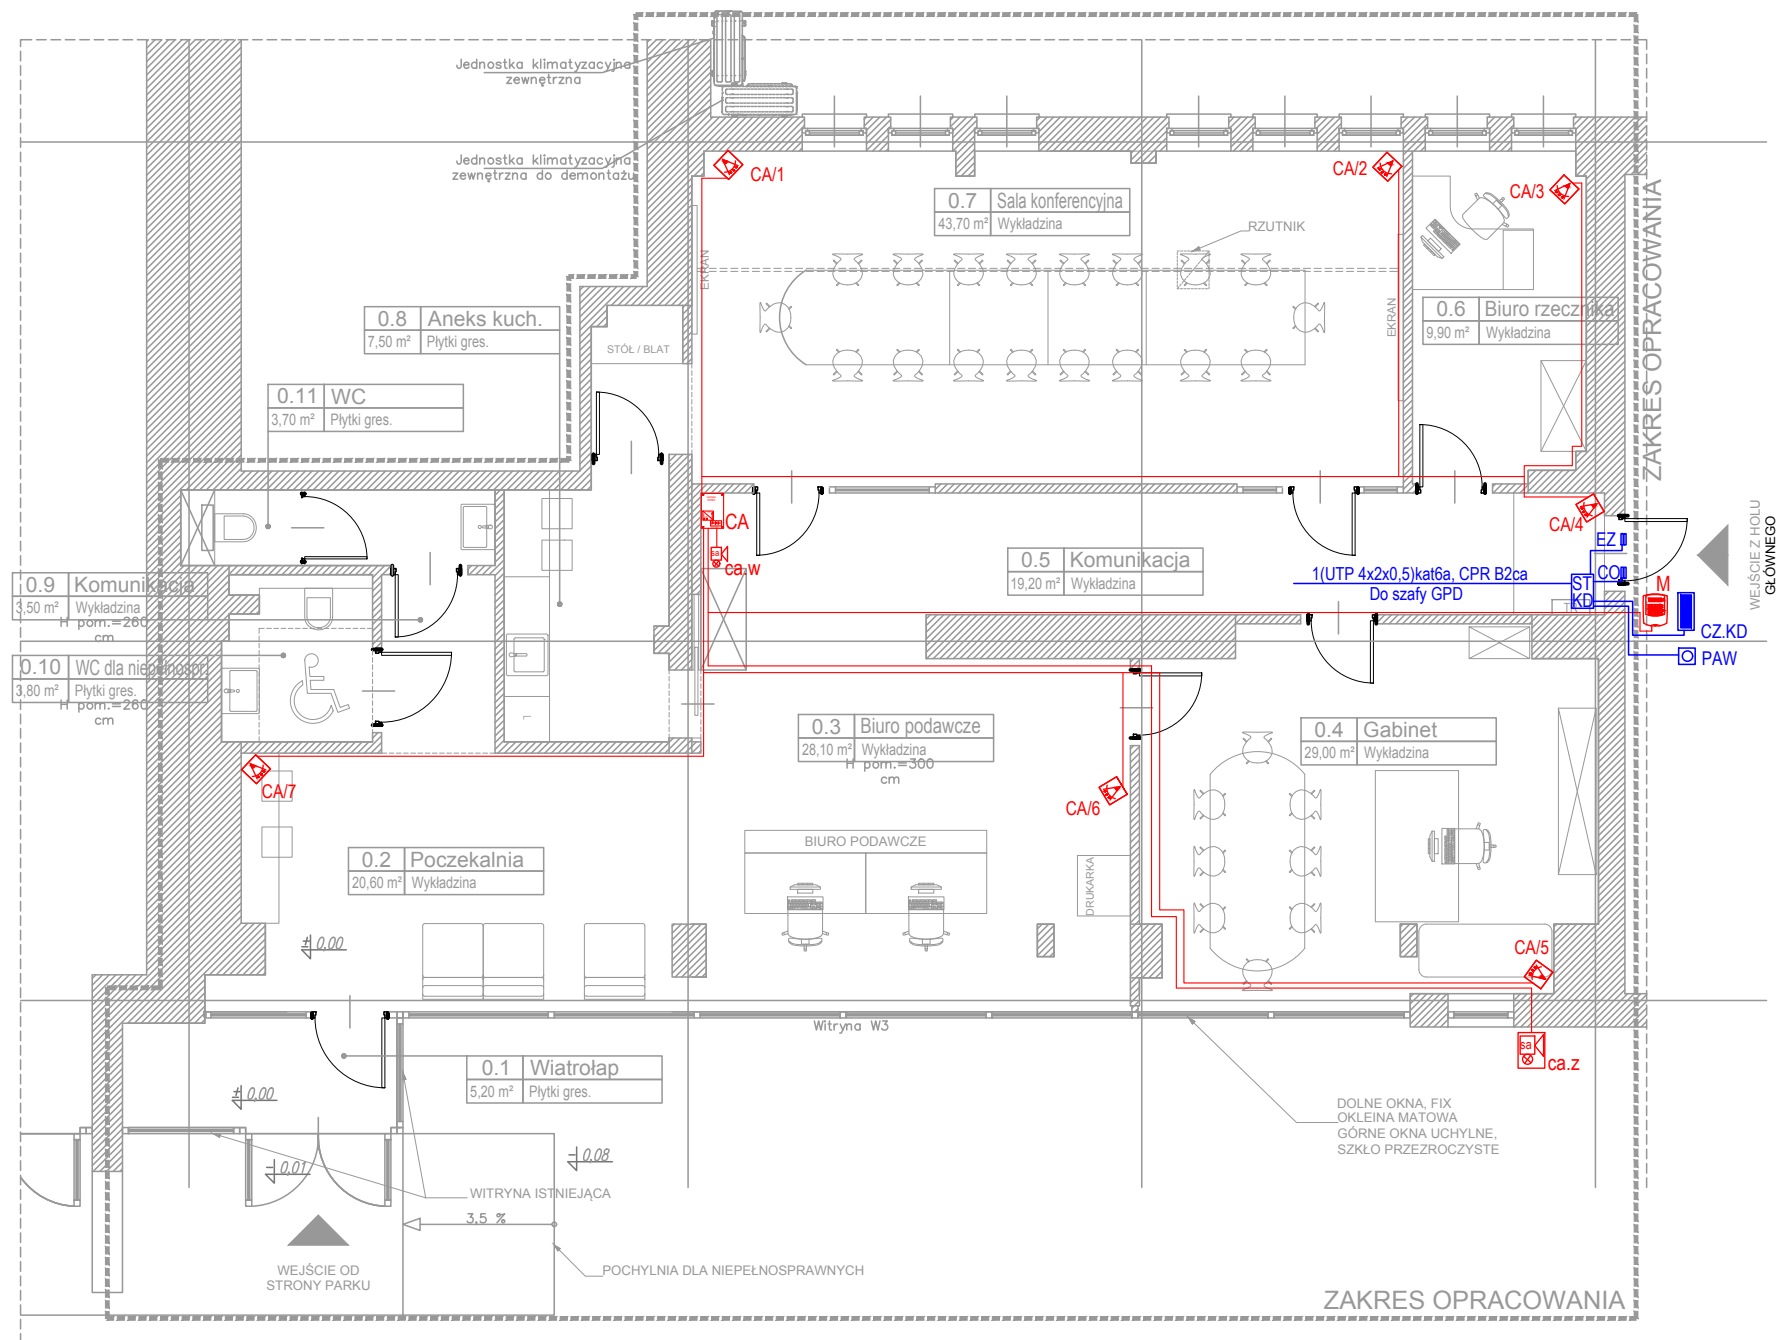 Jednostka klimatyzacyjna
zewnętrzna
Jednostka klimatyzacyjna
zewnętrzna do demontażu
CA/1
CA/2
CA/3
0.7 Sala konferencyjna
43,70 m² Wykładzina
RZUTNIK
EKRAN
EKRAN
ZAKRES OPRACOWANIA
0.8 Aneks kuch.
7,50 m² Płytki gres.
STÓŁ / BLAT
0.6 Biuro rzecznika
9,90 m² Wykładzina
0.11 WC
3,70 m² Płytki gres.
CA
ca.w
sa
CA/4
WEJŚCIE Z HOLU
GŁÓWNEGO
EZ
CO
ST
KD
0.5 Komunikacja
19,20 m² Wykładzina
1(UTP 4x2x0,5)kat6a, CPR B2ca
Do szafy GPD
M
CZ.KD
PAW
0.9 Komunikacja
3,50 m² Wykładzina
H pom.=260
cm
0.10 WC dla niepełnospr.
3,80 m² Płytki gres.
H pom.=260
cm
L
T
0.3 Biuro podawcze
28,10 m² Wykładzina
H pom.=300
cm
0.4 Gabinet
29,00 m² Wykładzina
CA/7
CA/6
BIURO PODAWCZE
DRUKARKA
0.2 Poczekalnia
20,60 m² Wykładzina
± 0,00
CA/5
Witryna W3
sa
ca.z
0.1 Wiatrołap
5,20 m² Płytki gres.
± 0,00
DOLNE OKNA, FIX
OKLEINA MATOWA
GÓRNE OKNA UCHYLNE,
SZKŁO PRZEZROCZYSTE
- 0,01
- 0,08
WITRYNA ISTNIEJĄCA
3,5 %
WEJŚCIE OD
STRONY PARKU
POCHYLNIA DLA NIEPEŁNOSPRAWNYCH
ZAKRES OPRACOWANIA